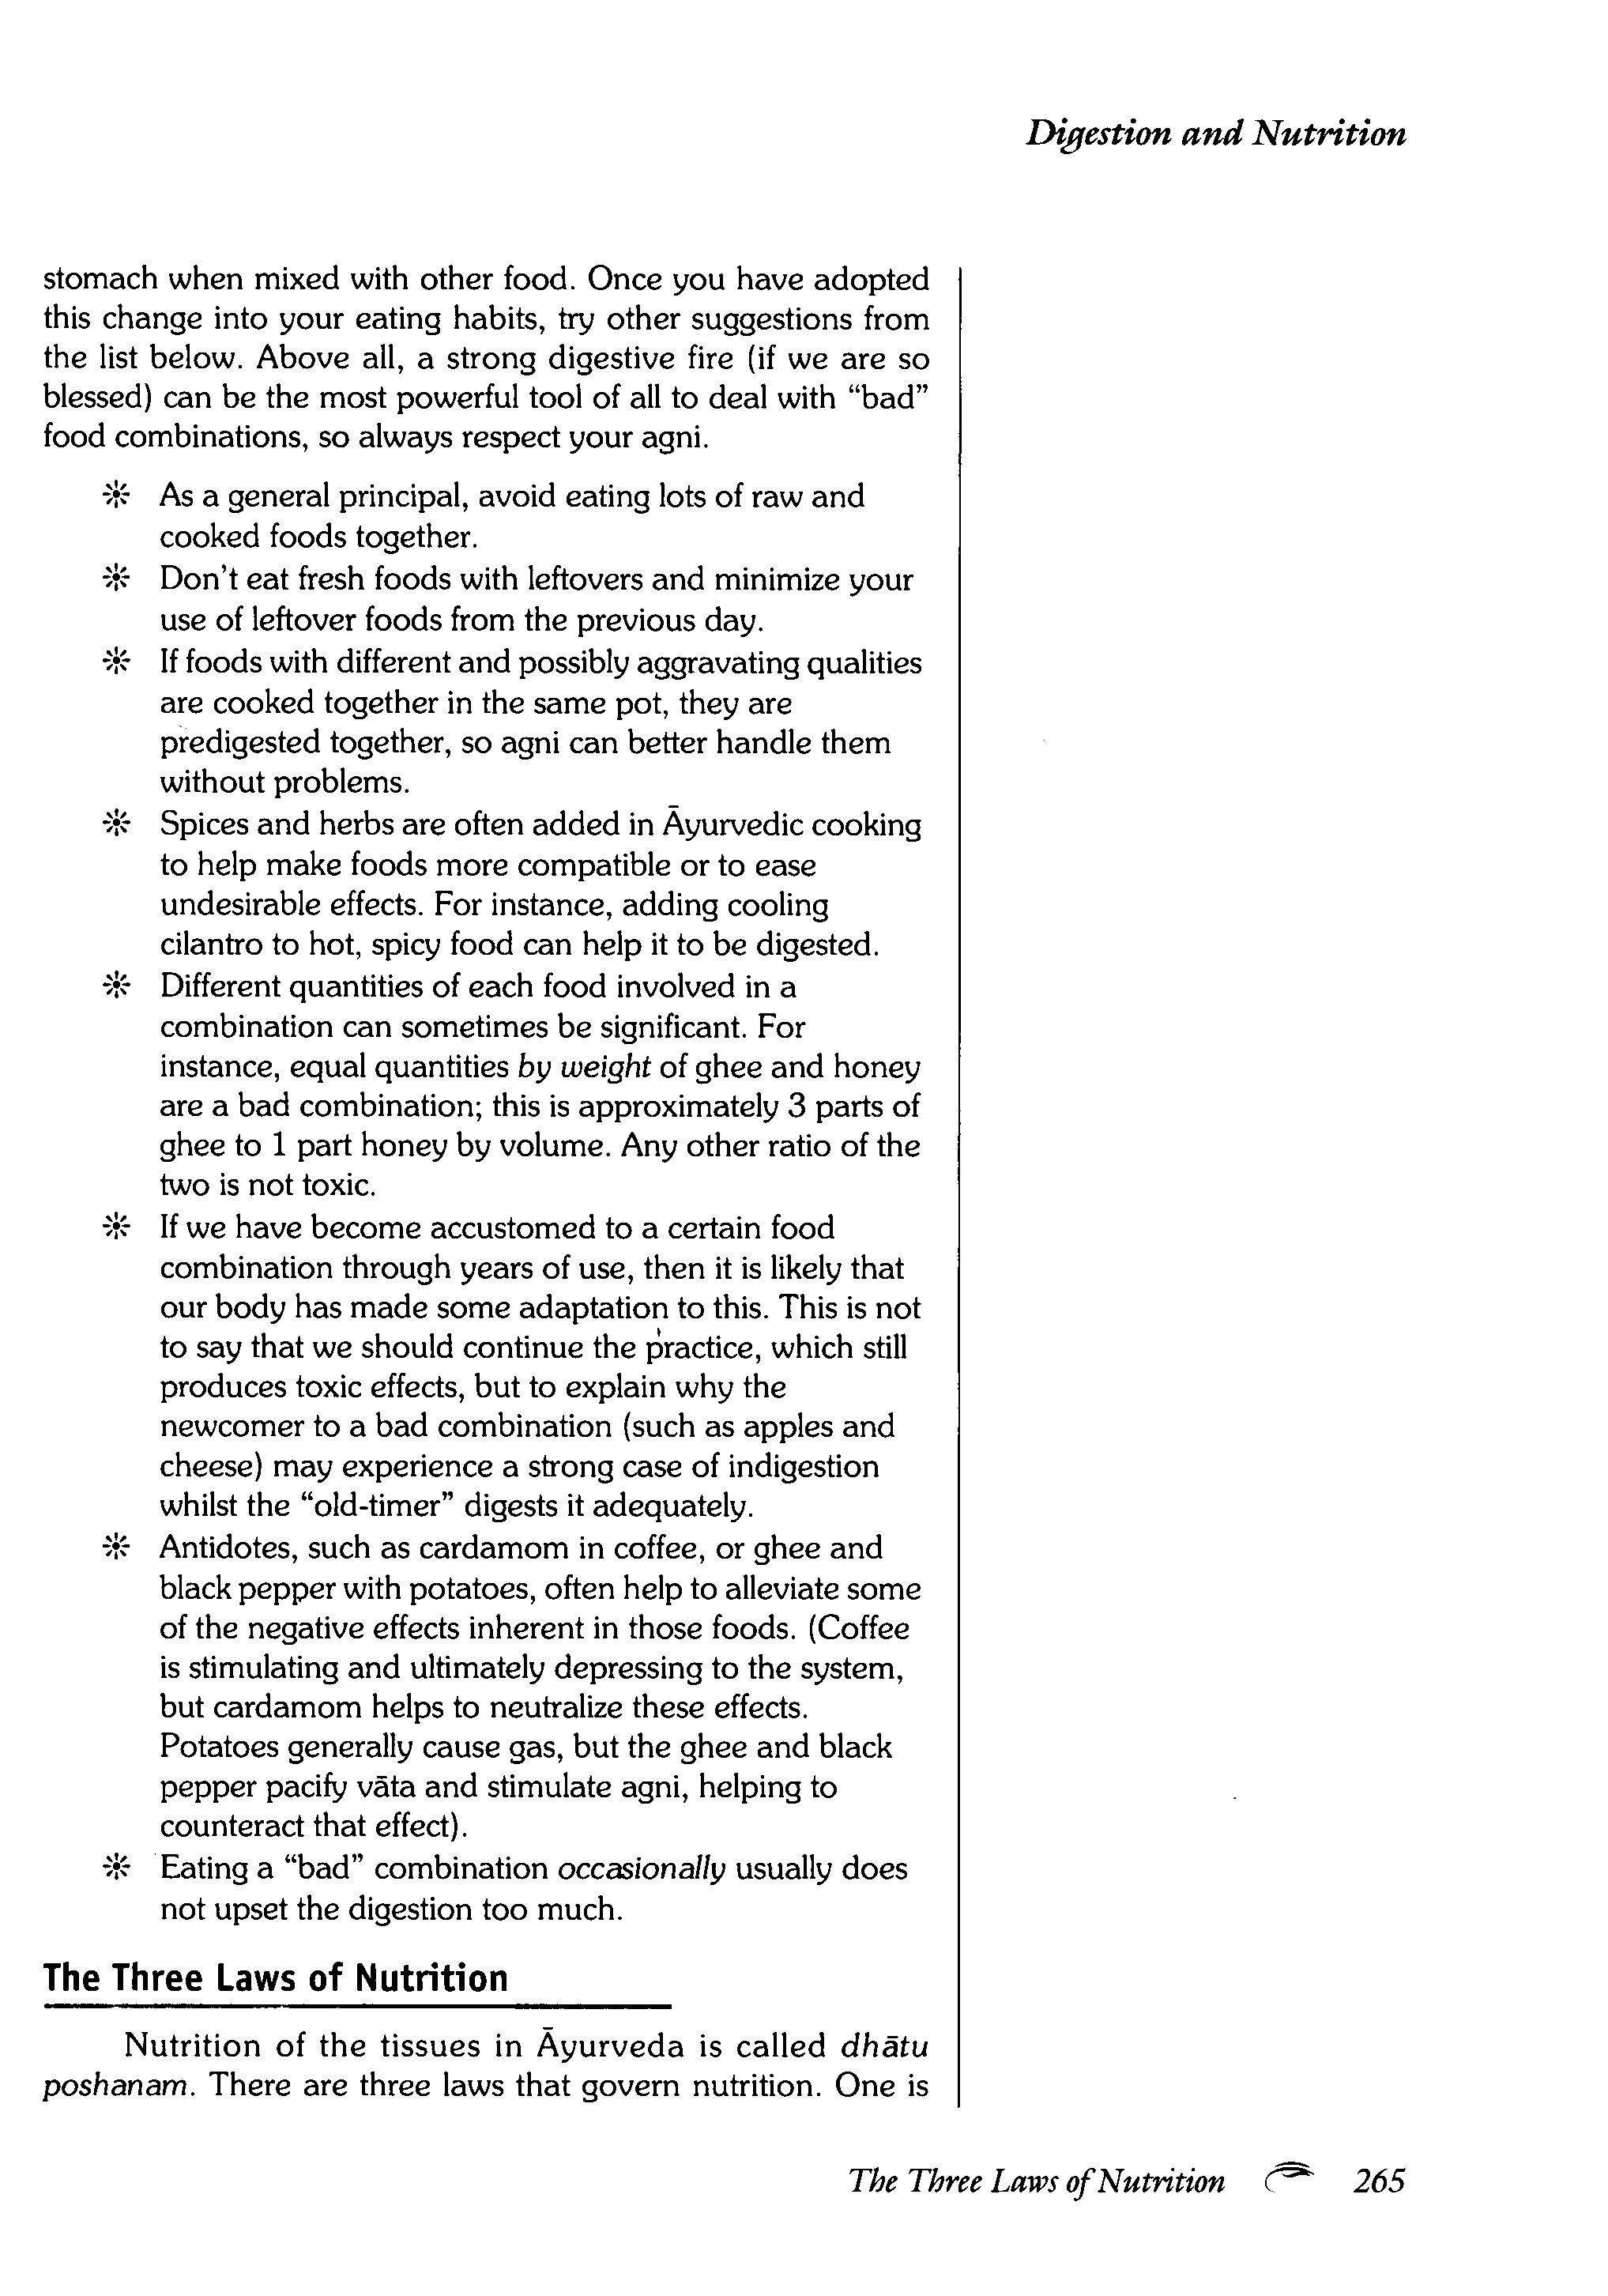 Digestion and Nutrition
stomach when mixed with other food. Once you have adopted
this change into your eating habits, try other suggestions from
the list below. Above all, a strong digestive fire (if we are so
blessed) can be the most powerful tool of all to deal with “bad”
food combinations, so always respect your agni.
As a general principal, avoid eating lots of raw and
cooked foods together.
Don’t eat fresh foods with leftovers and minimize your
use of leftover foods from the previous day.
If foods with different and possibly aggravating qualities
are cooked together in the same pot, they are
predigested together, so agni can better handle them
without problems.
Spices and herbs are often added in Āyurvedic cooking
to help make foods more compatible or to ease
undesirable effects. For instance, adding cooling
cilantro to hot, spicy food can help it to be digested.
Different quantities of each food involved in a
combination can sometimes be significant. For
instance, equal quantities by weight of ghee and honey
are a bad combination; this is approximately 3 parts of
ghee to 1 part honey by volume. Any other ratio of the
two is not toxic.
If we have become accustomed to a certain food
combination through years of use, then it is likely that
our body has made some adaptation to this. This is not
to say that we should continue the practice, which still
produces toxic effects, but to explain why the
newcomer to a bad combination (such as apples and
cheese) may experience a strong case of indigestion
whilst the “old-timer” digests it adequately.
Antidotes, such as cardamom in coffee, or ghee and
black pepper with potatoes, often help to alleviate some
of the negative effects inherent in those foods. (Coffee
is stimulating and ultimately depressing to the system,
but cardamom helps to neutralize these effects.
Potatoes generally cause gas, but the ghee and black
pepper pacify vāta and stimulate agni, helping to
counteract that effect).
Eating a “bad” combination occasionally usually does
not upset the digestion too much.
The Three Laws of Nutrition
Nutrition of the tissues in Āyurveda is called dhātu
poshanam. There are three laws that govern nutrition. One is
The Three Laws of Nutrition 265